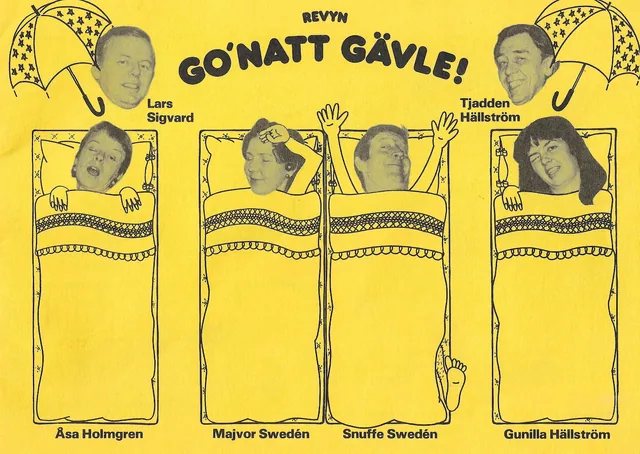 REVYN
GO'NATT GÄVLE!
Lars
Sigvard
Tjadden
Hällström
Åsa Holmgren
Majvor Swedén
Snuffe Swedén
Gunilla Hällström